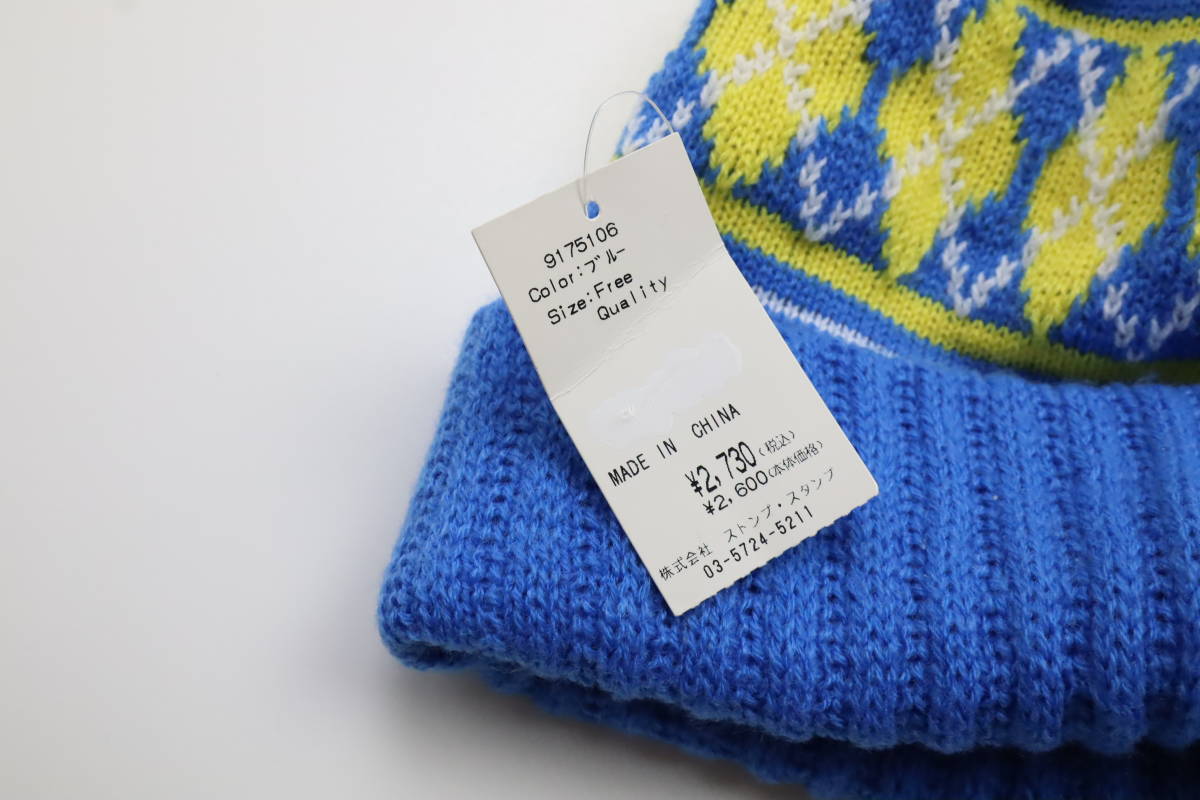 9175106
Color:ブルー
Size:Free
Quality
MADE IN CHINA
¥2,730(税込)
¥2,600(本体価格)
株式会社 ストンプ・スタンプ
03-5724-5211